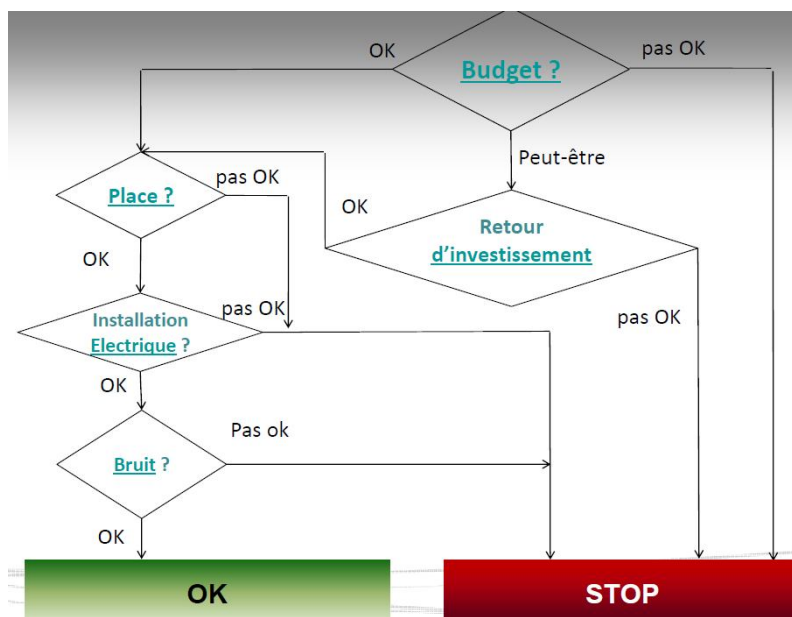 OK
Budget ?
pas OK
Peut-être
Place ?
pas OK
OK
Retour
d'investissement
OK
pas OK
Installation
Electrique ?
pas OK
OK
Bruit ?
Pas ok
OK
OK
STOP